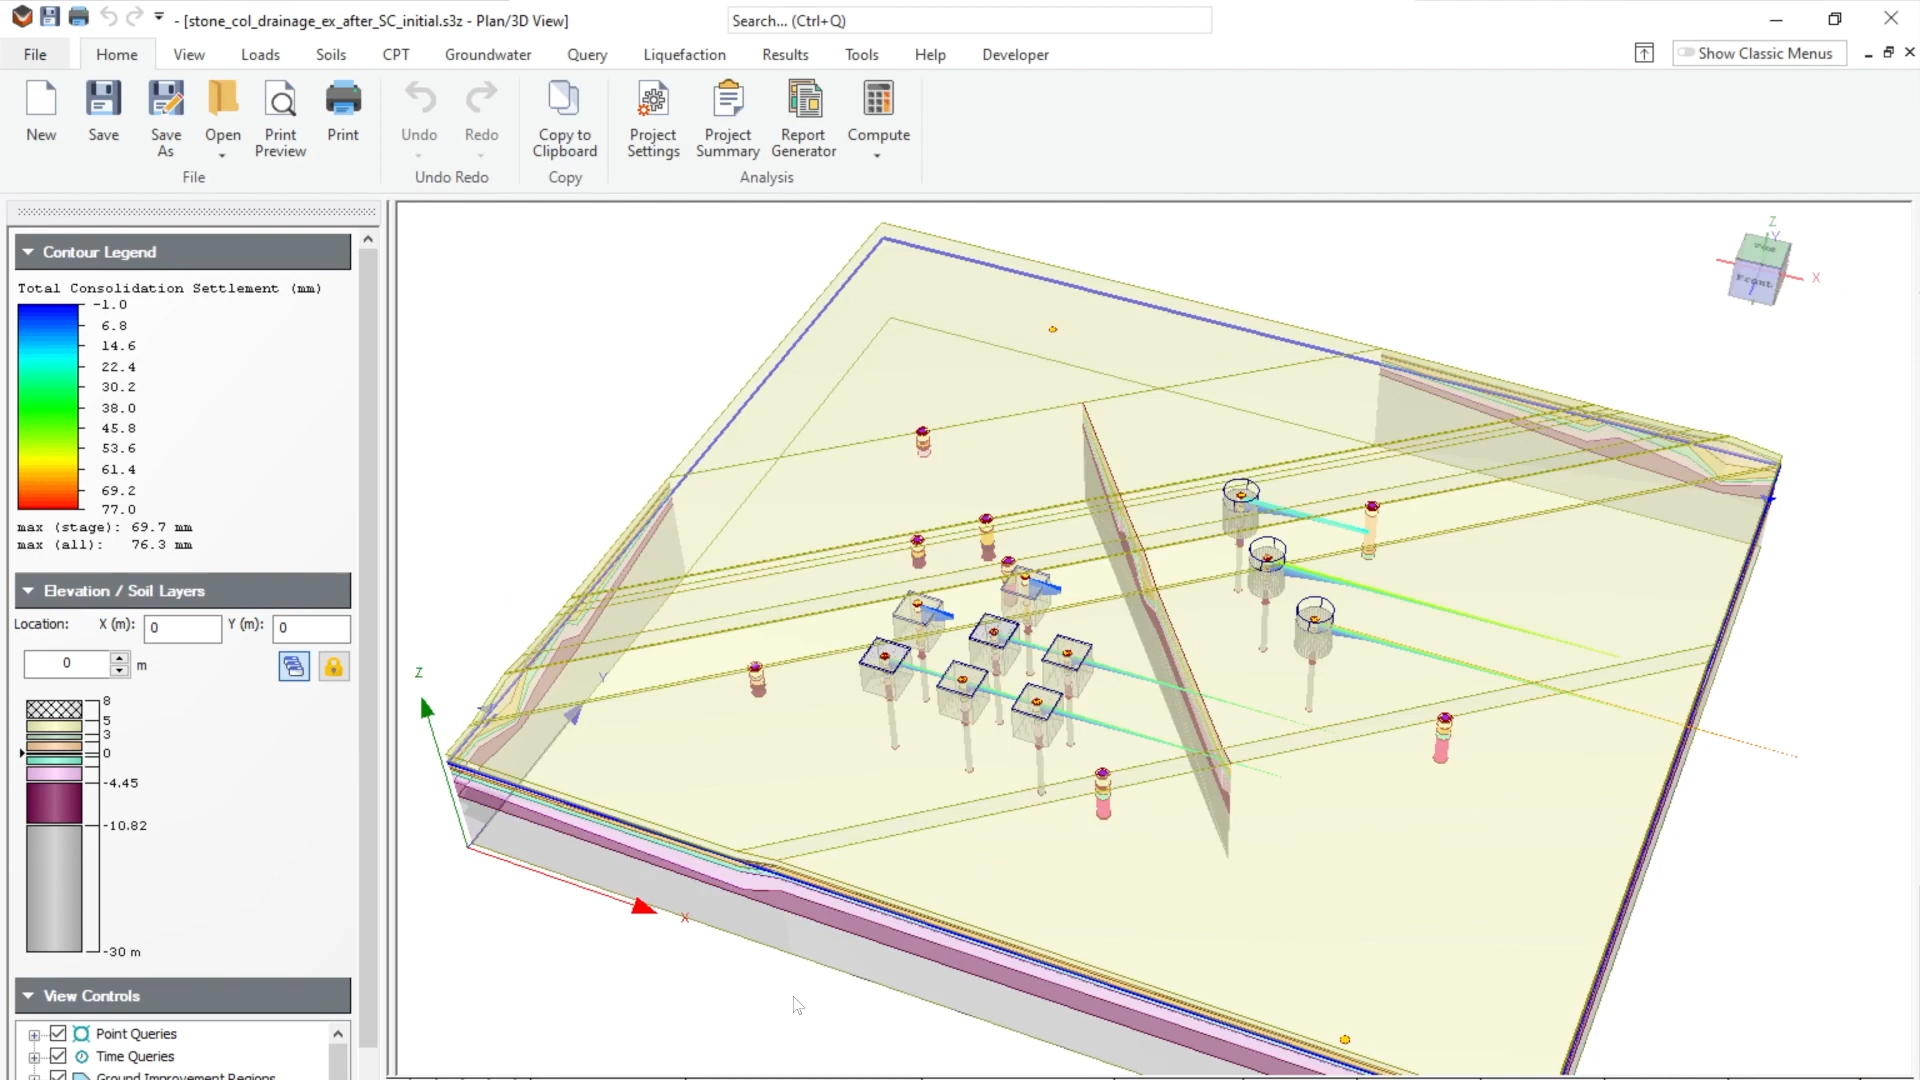 - [stone_col_drainage_ex_after_SC_initial.s3z - Plan/3D View]
Search... (Ctrl+Q)
File
Home
View
Loads
Soils
CPT
Groundwater
Query
Liquefaction
Results
Tools
Help
Developer
Show Classic Menus
New
Save
Save As
Open
Print Preview
Print
File
Undo
Redo
Undo Redo
Copy to Clipboard
Copy
Project Settings
Project Summary
Report Generator
Compute
Analysis
Contour Legend
Total Consolidation Settlement (mm)
-1.0
6.8
14.6
22.4
30.2
38.0
45.8
53.6
61.4
69.2
77.0
max (stage): 69.7 mm
max (all): 76.3 mm
Elevation / Soil Layers
Location: X (m): 0 Y (m): 0
0 m
8
5
3
0
-4.45
-10.82
-30 m
View Controls
Point Queries
Time Queries
Ground Improvement Regions
Z
Y
X
Front
Z
Y
X